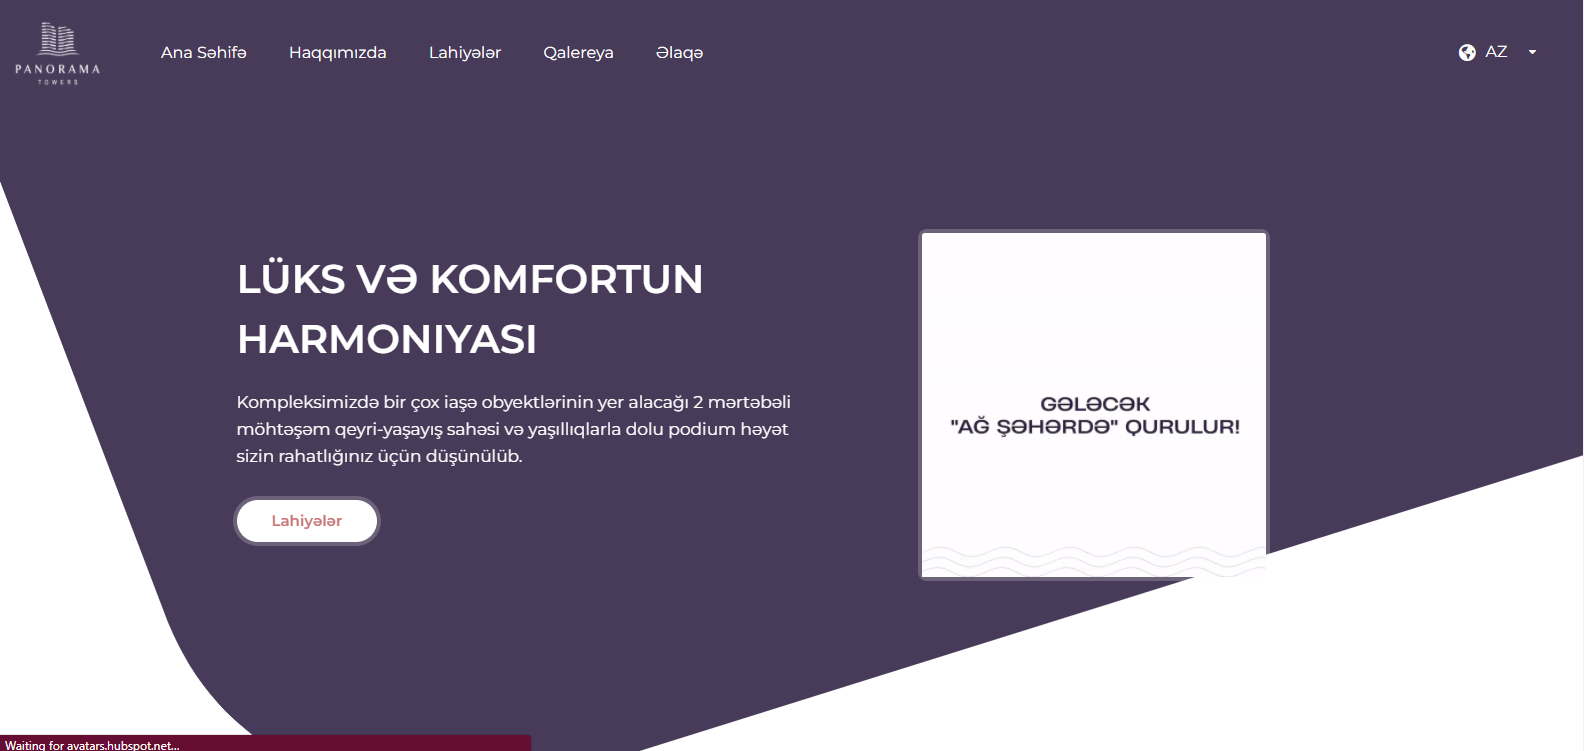 PANORAMA
TOWERS
Ana Səhifə
Haqqımızda
Lahiyələr
Qalereya
Əlaqə
AZ
LÜKS VƏ KOMFORTUN
HARMONIYASI
Kompleksimizdə bir çox iaşə obyektlərinin yer alacağı 2 mərtəbəli
möhtəşəm qeyri-yaşayış sahəsi və yaşıllıqlarla dolu podium həyət
sizin rahatlığınız üçün düşünülüb.
Lahiyələr
GƏLƏCƏK
"AĞ ŞƏHƏRDƏ" QURULUR!
Waiting for avatars.hubspot.net...